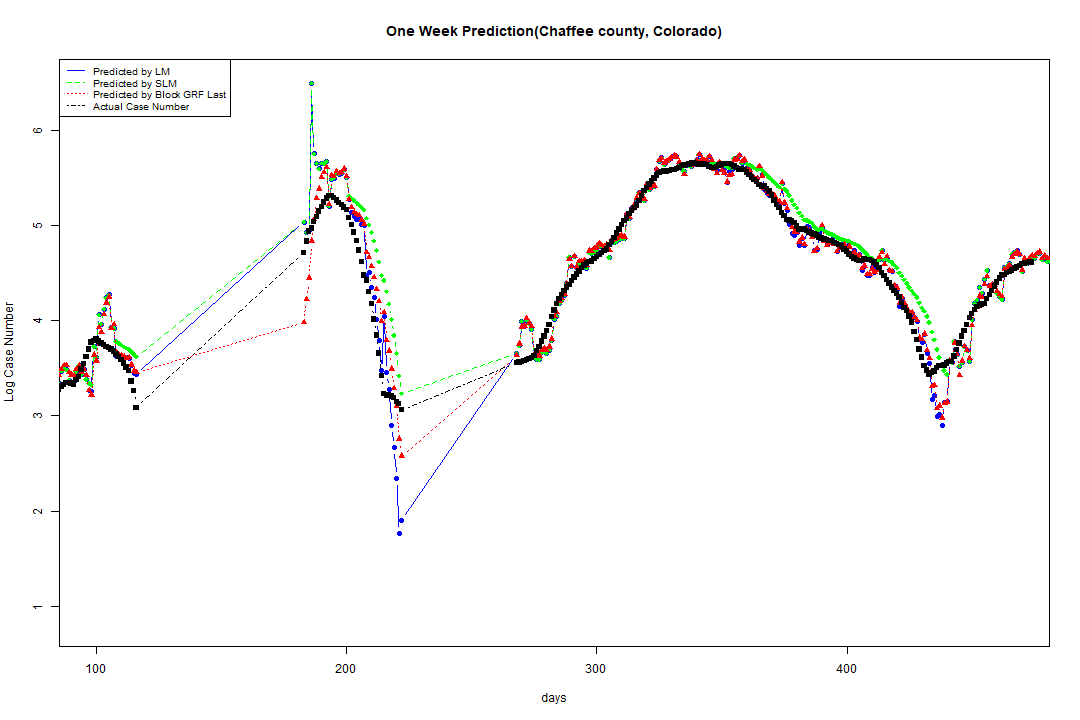 One Week Prediction(Chaffee county, Colorado)
Predicted by LM
Predicted by SLM
Predicted by Block GRF Last
Actual Case Number
Log Case Number
6
5
4
3
2
1
100 200 300 400
days